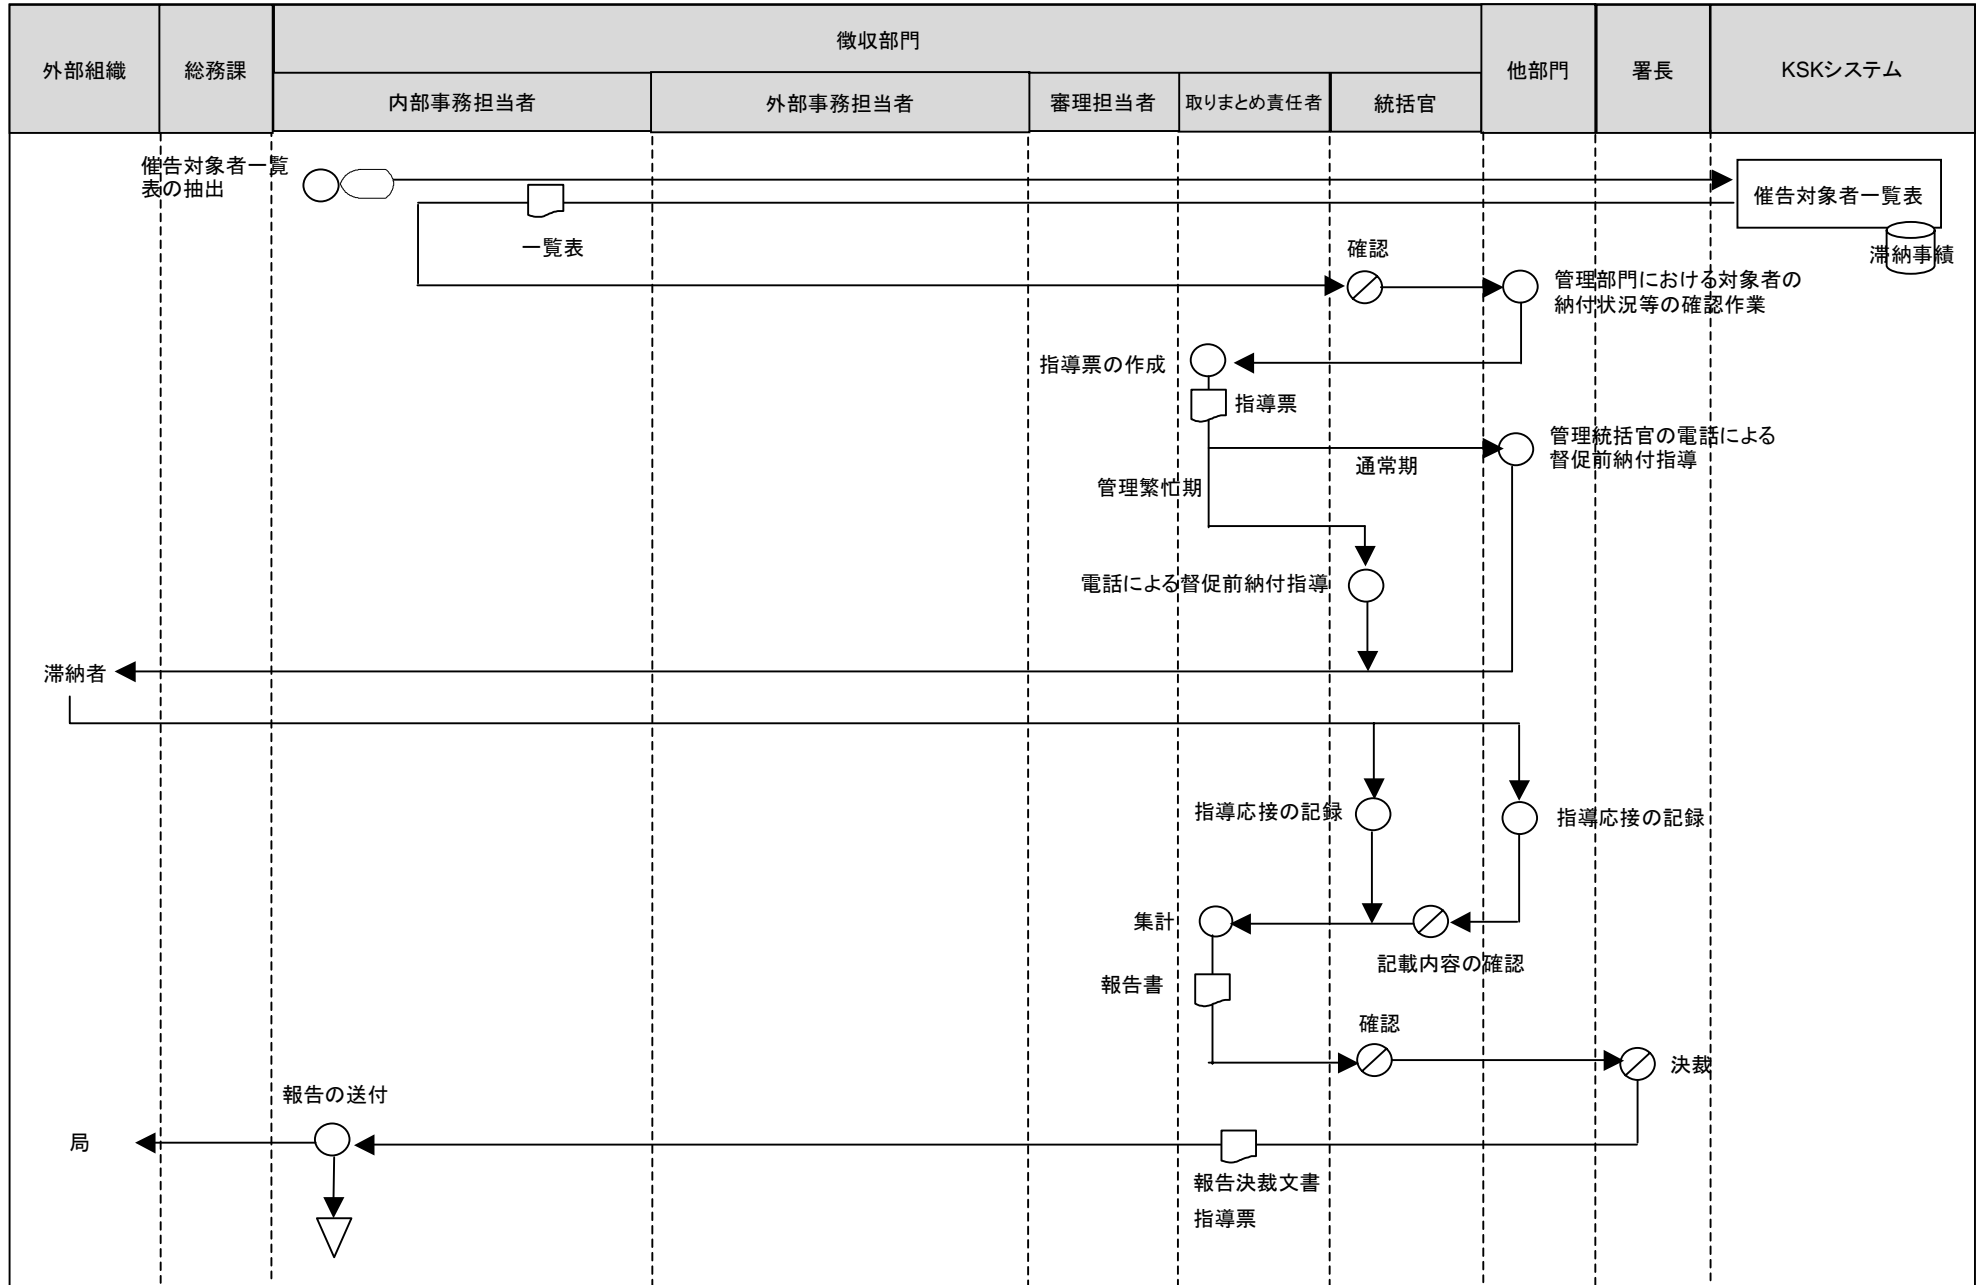 外部組織
総務課
徴収部門
他部門
署長
KSKシステム
内部事務担当者
外部事務担当者
審理担当者
取りまとめ責任者
統括官
催告対象者一覧
表の抽出
催告対象者一覧表
一覧表
確認
滞納事績
管理部門における対象者の
納付状況等の確認作業
指導票の作成
指導票
管理統括官の電話による
督促前納付指導
通常期
管理繁忙期
電話による督促前納付指導
滞納者
指導応接の記録
指導応接の記録
集計
記載内容の確認
報告書
確認
決裁
報告の送付
局
報告決裁文書
指導票